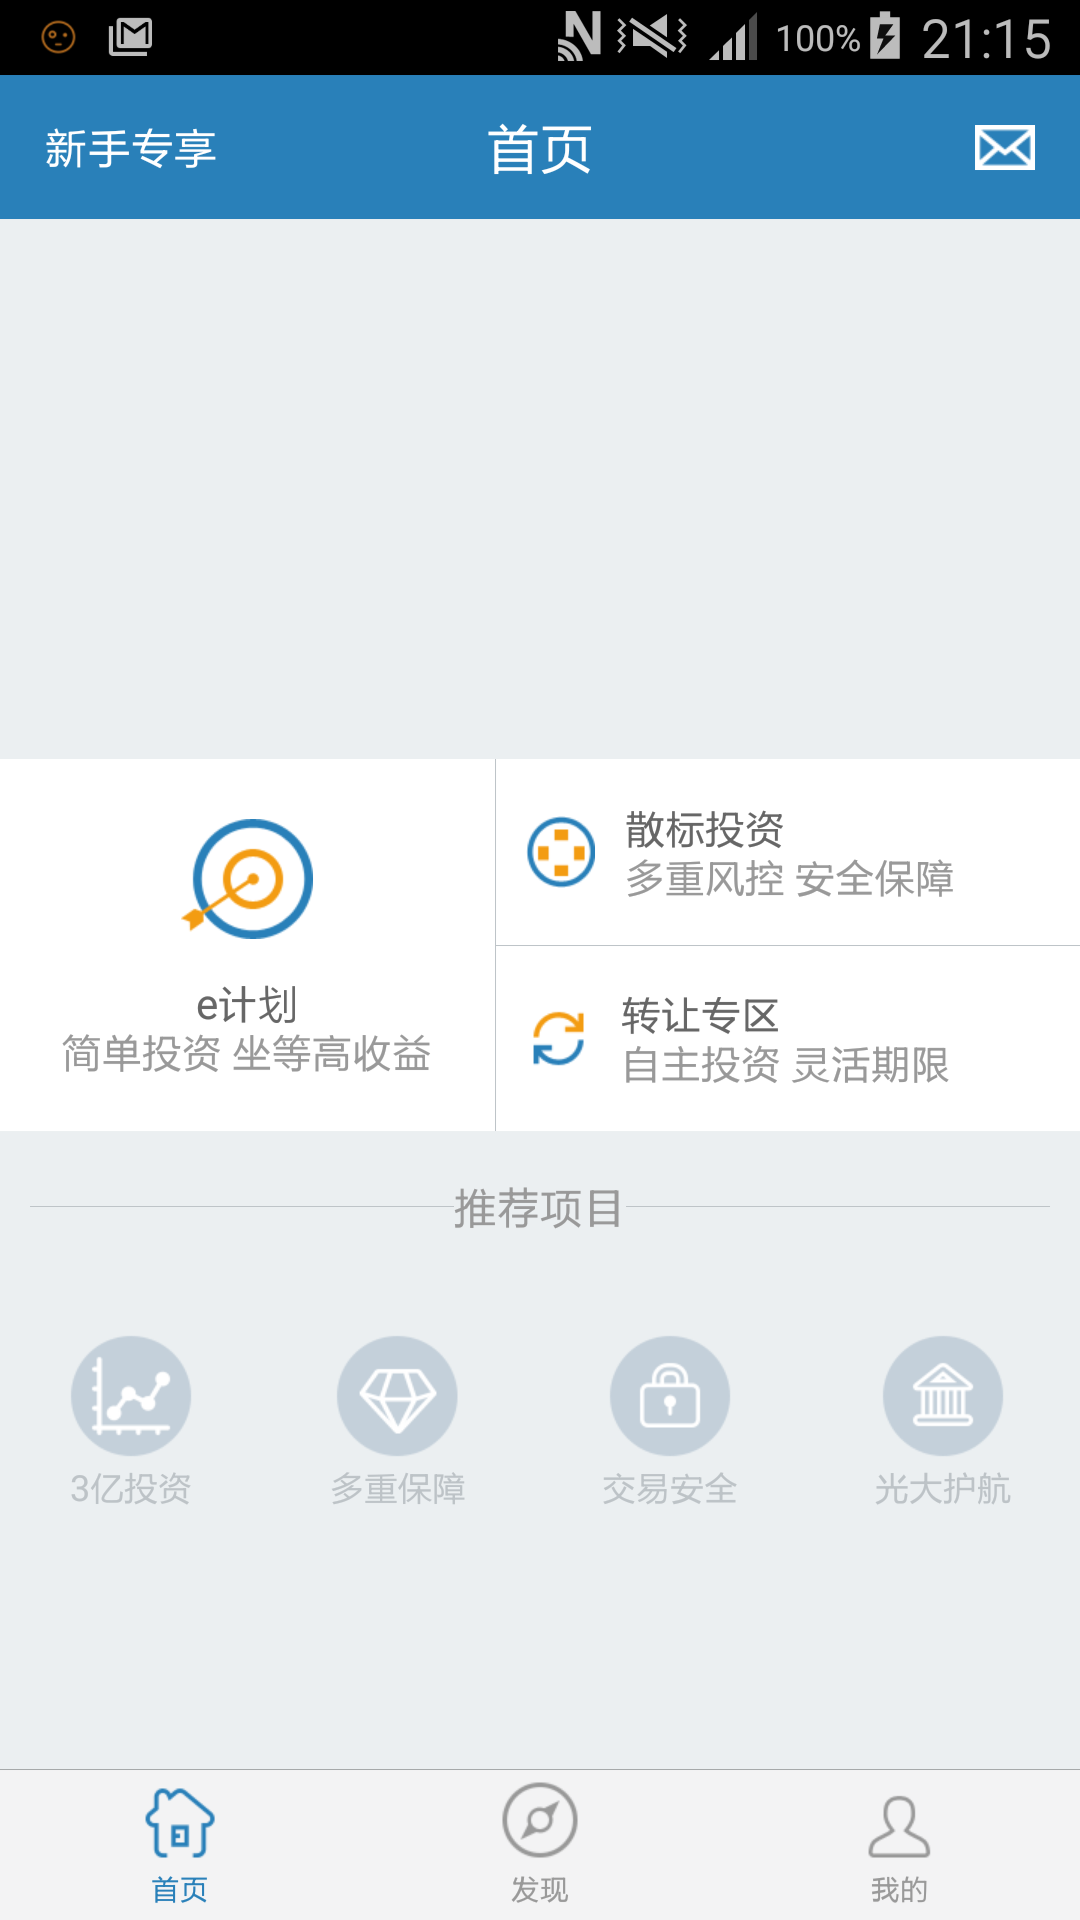 100% 21:15
新手专享 首页
散标投资
多重风控 安全保障
e计划
简单投资 坐等高收益
转让专区
自主投资 灵活期限
推荐项目
3亿投资 多重保障 交易安全 光大护航
首页 发现 我的